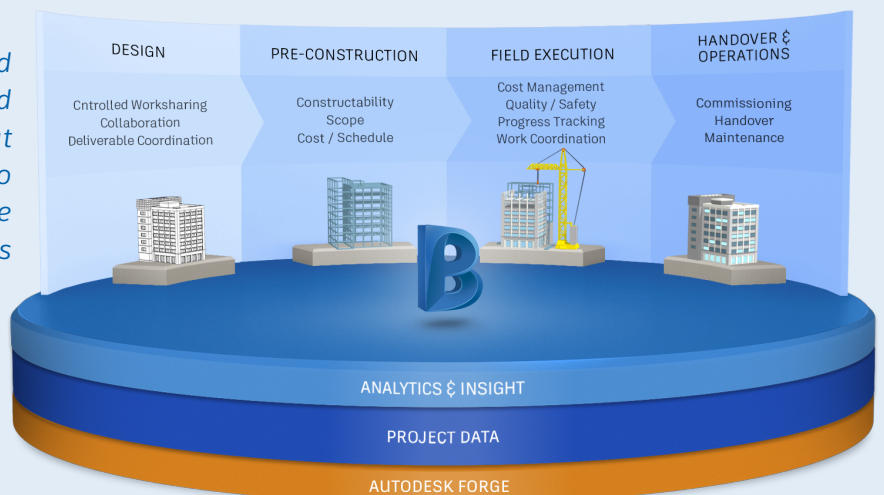 DESIGN
Cntrolled Worksharing
Collaboration
Deliverable Coordination
PRE-CONSTRUCTION
Constructability
Scope
Cost / Schedule
FIELD EXECUTION
Cost Management
Quality / Safety
Progress Tracking
Work Coordination
HANDOVER &
OPERATIONS
Commissioning
Handover
Maintenance
B
ANALYTICS & INSIGHT
PROJECT DATA
AUTODESK FORGE